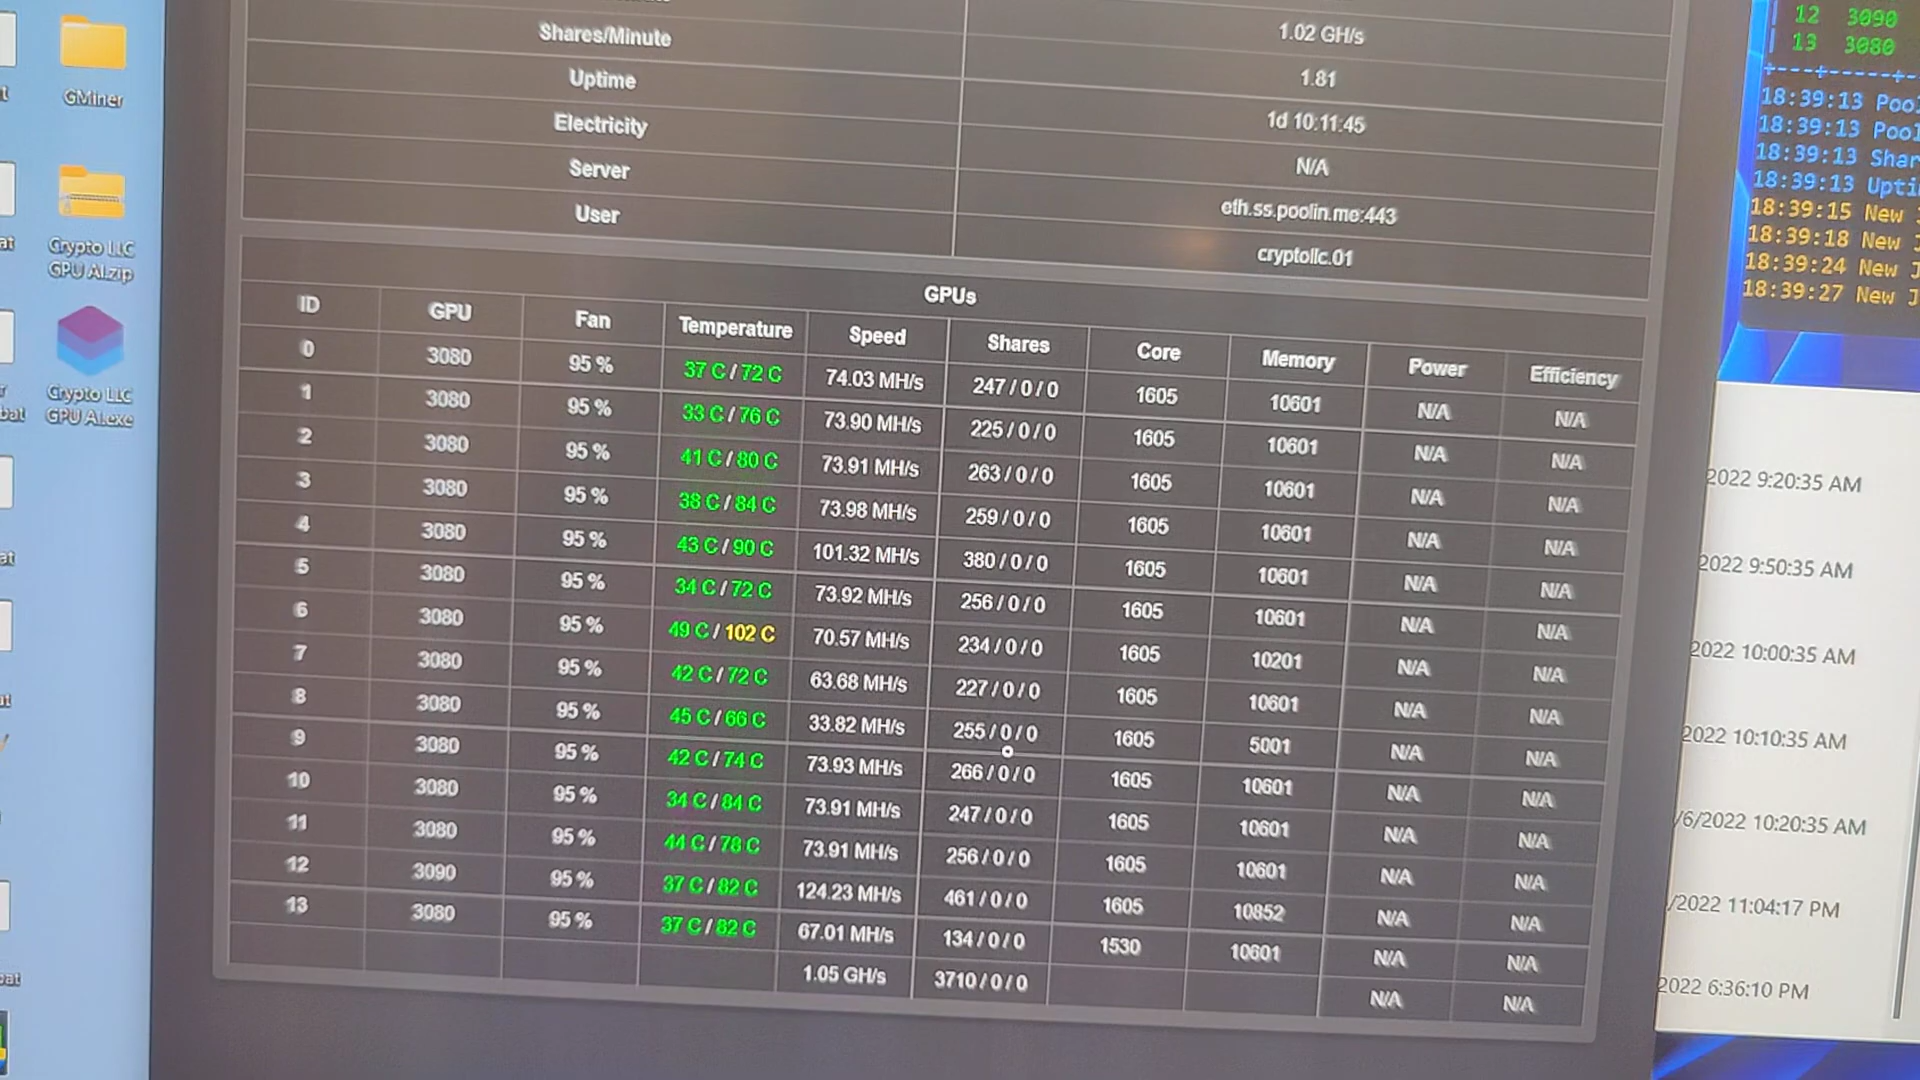 Shares/Minute 1.02 GH/s
Uptime 1.81
Electricity 1d 10:11:45
Server N/A
User eth.ss.poolin.me:443
cryptollc.01
GPUs
ID GPU Fan Temperature Speed Shares Core Memory Power Efficiency
0 3080 95 % 37 C / 72 C 74.03 MH/s 247 / 0 / 0 1605 10601 N/A N/A
1 3080 95 % 33 C / 76 C 73.90 MH/s 225 / 0 / 0 1605 10601 N/A N/A
2 3080 95 % 41 C / 80 C 73.91 MH/s 263 / 0 / 0 1605 10601 N/A N/A
3 3080 95 % 38 C / 84 C 73.98 MH/s 259 / 0 / 0 1605 10601 N/A N/A
4 3080 95 % 43 C / 90 C 101.32 MH/s 380 / 0 / 0 1605 10601 N/A N/A
5 3080 95 % 34 C / 72 C 73.92 MH/s 256 / 0 / 0 1605 10601 N/A N/A
6 3080 95 % 49 C / 102 C 70.57 MH/s 234 / 0 / 0 1605 10201 N/A N/A
7 3080 95 % 42 C / 72 C 63.68 MH/s 227 / 0 / 0 1605 10601 N/A N/A
8 3080 95 % 45 C / 66 C 33.82 MH/s 255 / 0 / 0 1605 5001 N/A N/A
9 3080 95 % 42 C / 74 C 73.93 MH/s 266 / 0 / 0 1605 10601 N/A N/A
10 3080 95 % 34 C / 84 C 73.91 MH/s 247 / 0 / 0 1605 10601 N/A N/A
11 3080 95 % 44 C / 78 C 73.91 MH/s 256 / 0 / 0 1605 10601 N/A N/A
12 3090 95 % 37 C / 82 C 124.23 MH/s 461 / 0 / 0 1605 10852 N/A N/A
13 3080 95 % 37 C / 82 C 67.01 MH/s 134 / 0 / 0 1530 10601 N/A N/A
1.05 GH/s 3710 / 0 / 0 N/A N/A
GMiner
Crypto LLC
GPU AI.zip
Crypto LLC
GPU AI.exe
12 3090
13 3080
18:39:13 Pool
18:39:13 Pool
18:39:13 Shar
18:39:13 Upti
18:39:15 New
18:39:18 New J
18:39:24 New J
18:39:27 New J
2022 9:20:35 AM
2022 9:50:35 AM
2022 10:00:35 AM
2022 10:10:35 AM
/6/2022 10:20:35 AM
/2022 11:04:17 PM
2022 6:36:10 PM